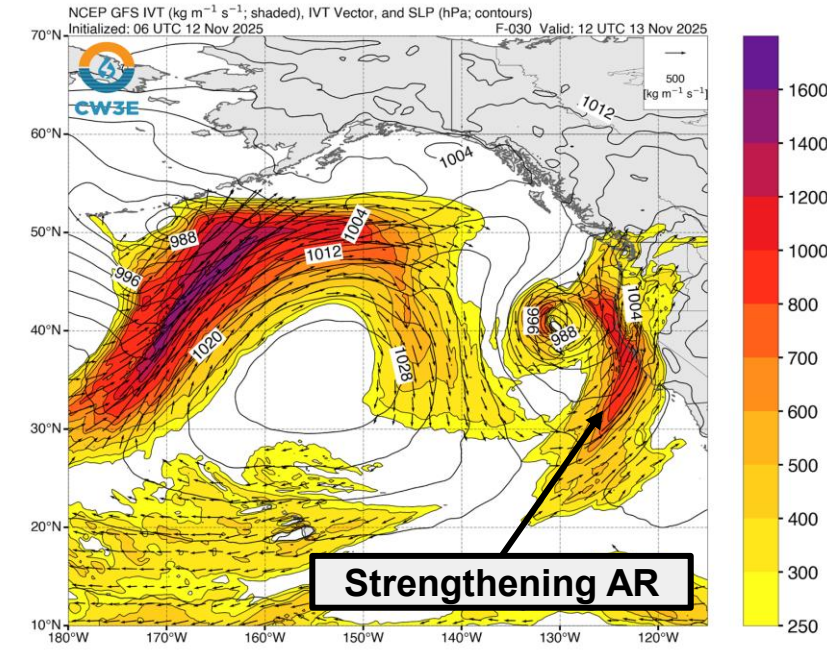 NCEP GFS IVT (kg m⁻¹ s⁻¹; shaded), IVT Vector, and SLP (hPa; contours)
Initialized: 06 UTC 12 Nov 2025 F-030 Valid: 12 UTC 13 Nov 2025
70°N
CW3E
500
[kg m⁻¹ s⁻¹]
1012
1600
60°N
1004
1400
1200
50°N
988
1004
1012
1000
996
800
40°N
1020
1028
996
988
1004
700
30°N
600
500
20°N
400
Strengthening AR
300
10°N
250
180°W
170°W
160°W
150°W
140°W
130°W
120°W